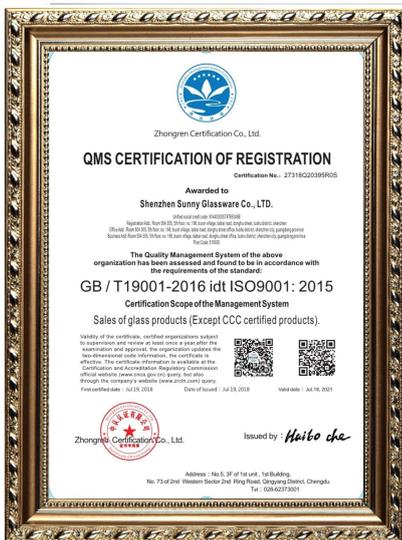 Zhongren Certification Co., Ltd.
QMS CERTIFICATION OF REGISTRATION
Certification No.: 27318Q20395R0S
Awarded to
Shenzhen Sunny Glassware Co., LTD.
Unified social credit code:
The Quality Management System of the above
organization has been assessed and found to be in accordance with
the requirements of the standard:
GB / T19001-2016 idt ISO9001: 2015
Certification Scope of the Management System
Sales of glass products (Except CCC certified products).
Validity of the certificate, certified organizations subject
to supervision and review at least once a year,after the
examination and approval, the organization updates the
two-dimensional code information, the certificate is
effective. The certificate information is available at the
Certification and Accreditation Regulatory Commission
official website (www.cnca.gov.cn) query, but also
through the company's website (www.zrcts.com) query.
First certified date : Jul,19, 2018 Date of Issued : Jul,19, 2018 Valid date : Jul,18, 2021
Zhongren Certification Co., Ltd.
Issued by : Haibo che
Address : No.5, 3F of 1st unit , 1st Building,
No. 73 of 2nd Western Sector 2nd Ring Road, Qingyang District, Chengdu
Tel : 028-62373001